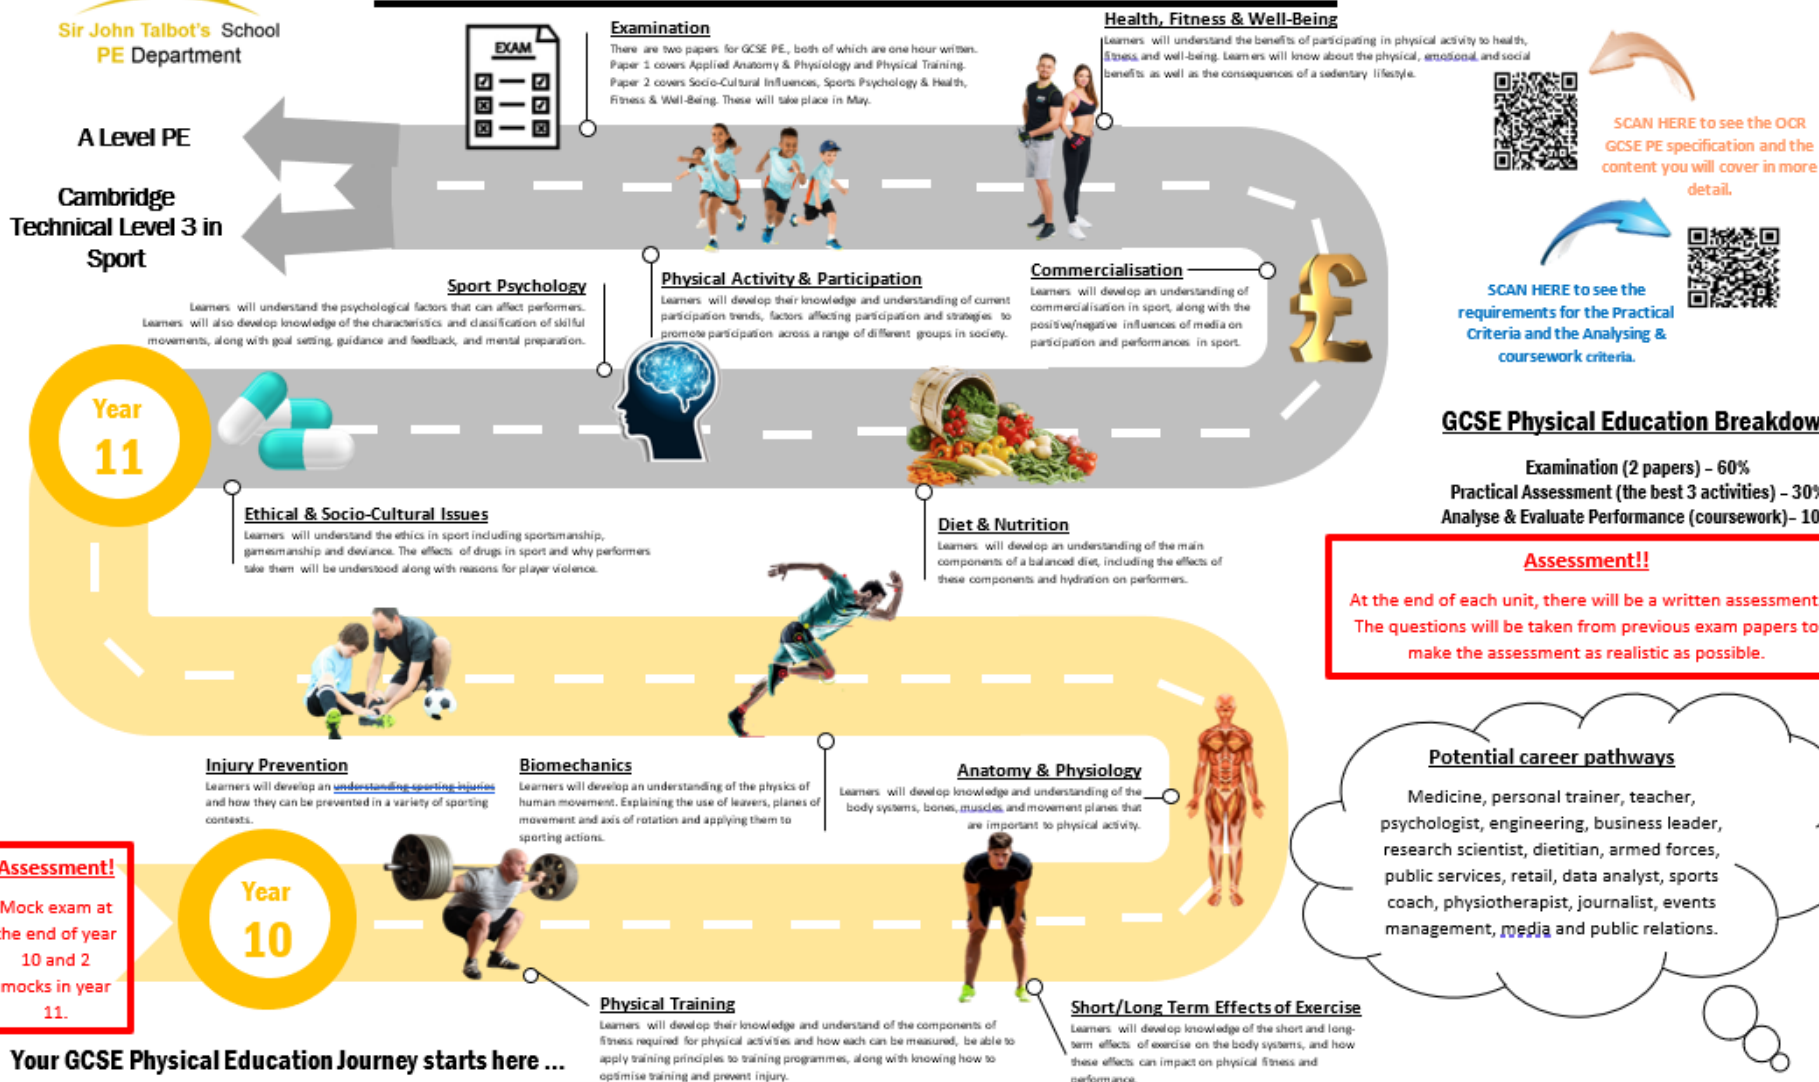 Sir John Talbot's School
PE Department
EXAM
Examination
There are two papers for GCSE PE, both of which are one hour written.
Paper 1 covers Applied Anatomy & Physiology and Physical Training.
Paper 2 covers Socio-Cultural Influences, Sports Psychology & Health,
Fitness & Well-Being. These will take place in May.
Health, Fitness & Well-Being
Learners will understand the benefits of participating in physical activity to health,
fitness and well-being. Learners will know about the physical, emotional and social
benefits as well as the consequences of a sedentary lifestyle.
SCAN HERE to see the OCR
GCSE PE specification and the
content you will cover in more
detail.
A Level PE
Cambridge
Technical Level 3 in
Sport
SCAN HERE to see the
requirements for the Practical
Criteria and the Analysing &
coursework criteria.
Sport Psychology
Learners will understand the psychological factors that can affect performers.
Learners will also develop knowledge of the characteristics and classification of skilful
movements, along with goal setting, guidance and feedback, and mental preparation.
Physical Activity & Participation
Learners will develop their knowledge and understanding of current
participation trends, factors affecting participation and strategies to
promote participation across a range of different groups in society.
Commercialisation
Learners will develop an understanding of
commercialisation in sport, along with the
positive/negative influences of media on
participation and performances in sport.
£
Year
11
GCSE Physical Education Breakdow
Examination (2 papers) – 60%
Practical Assessment (the best 3 activities) – 30%
Analyse & Evaluate Performance (coursework)– 10
Ethical & Socio-Cultural Issues
Learners will understand the ethics in sport including sportsmanship,
gamesmanship and deviance. The effects of drugs in sport and why performers
take them will be understood along with reasons for player violence.
Diet & Nutrition
Learners will develop an understanding of the main
components of a balanced diet, including the effects of
these components and hydration on performers.
Assessment!!
At the end of each unit, there will be a written assessment
The questions will be taken from previous exam papers to
make the assessment as realistic as possible.
Injury Prevention
Learners will develop an understanding sporting injuries
and how they can be prevented in a variety of sporting
contexts.
Biomechanics
Learners will develop an understanding of the physics of
human movement. Explaining the use of leavers, planes of
movement and axis of rotation and applying them to
sporting actions.
Anatomy & Physiology
Learners will develop knowledge and understanding of the
body systems, bones, muscles and movement planes that
are important to physical activity.
Potential career pathways
Medicine, personal trainer, teacher,
psychologist, engineering, business leader,
research scientist, dietitian, armed forces,
public services, retail, data analyst, sports
coach, physiotherapist, journalist, events
management, media and public relations.
Assessment!
Mock exam at
the end of year
10 and 2
mocks in year
11.
Year
10
Physical Training
Learners will develop their knowledge and understand of the components of
fitness required for physical activities and how each can be measured, be able to
apply training principles to training programmes, along with knowing how to
optimise training and prevent injury.
Short/Long Term Effects of Exercise
Learners will develop knowledge of the short and long-
term effects of exercise on the body systems, and how
these effects can impact on physical fitness and
performance.
Your GCSE Physical Education Journey starts here ...